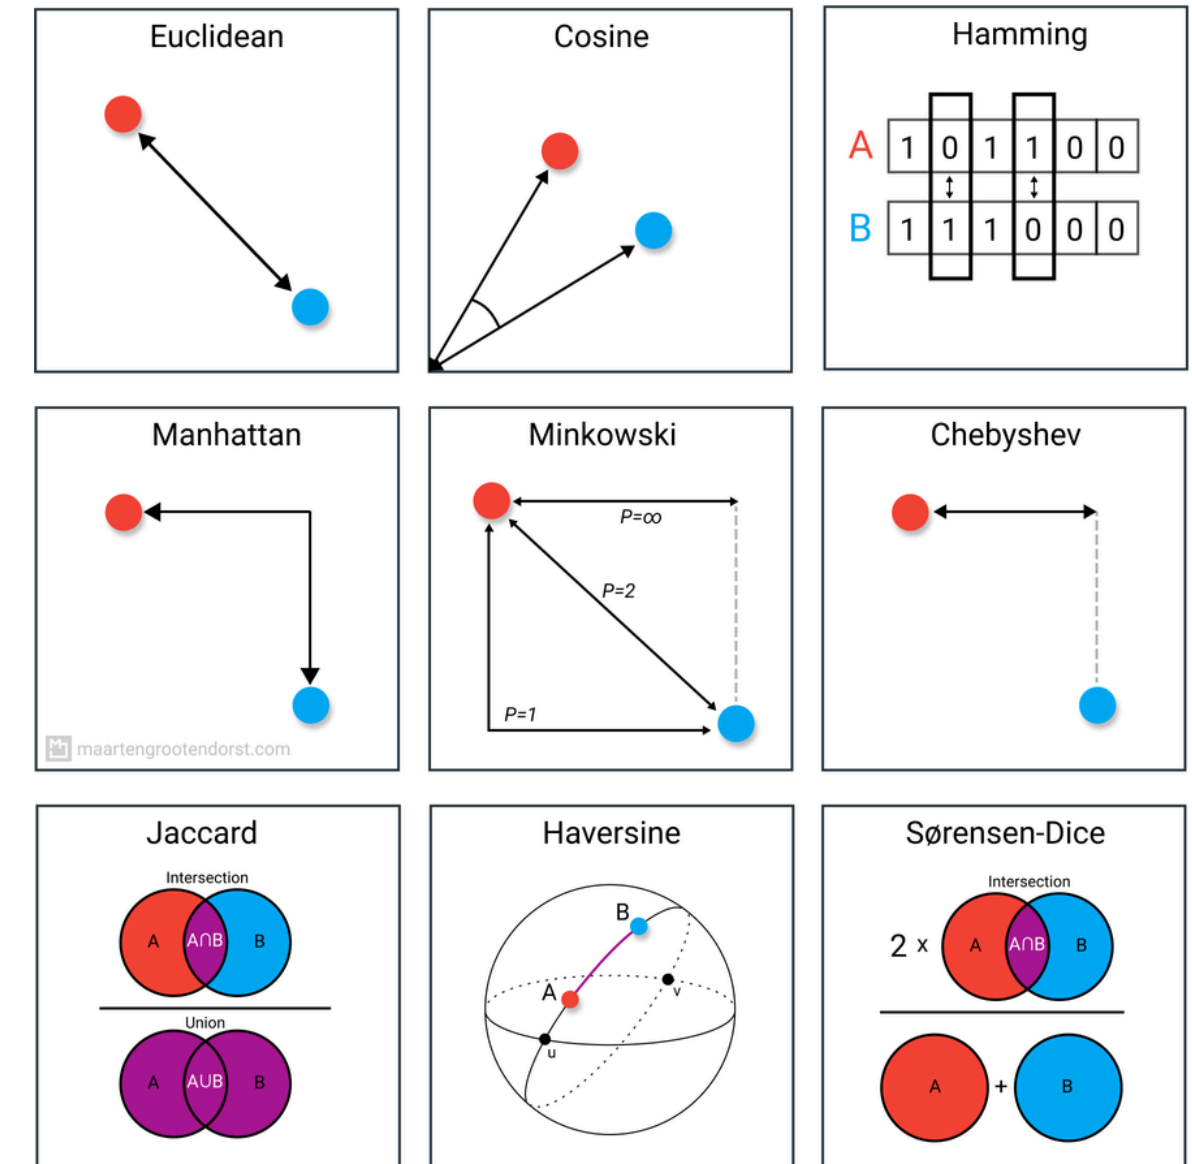 Euclidean
Cosine
Hamming
A 1 0 1 1 0 0
B 1 1 1 0 0 0
Manhattan
maartengrootendorst.com
Minkowski
P=∞
P=2
P=1
Chebyshev
Jaccard
Intersection
A A∩B B
Union
A A∪B B
Haversine
B
A
v
u
Sørensen-Dice
Intersection
2 x A A∩B B
A + B